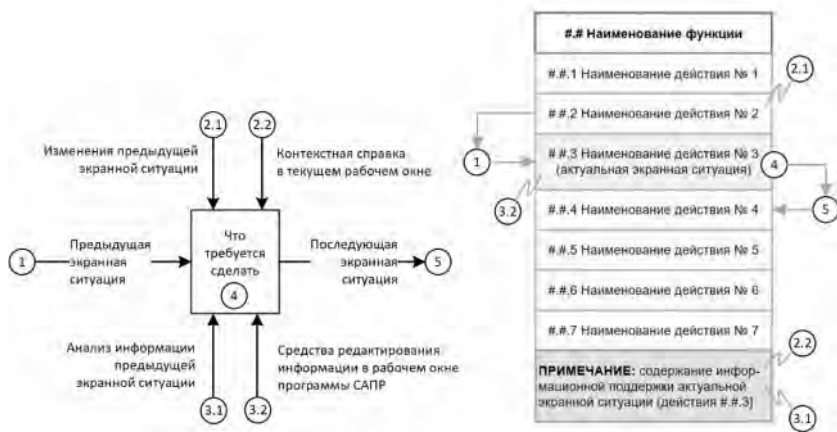 2.1
2.2
Изменения предыдущей
экранной ситуации
Контекстная справка
в текущем рабочем окне
1
Предыдущая
экранная
ситуация
Что
требуется
сделать
4
Последующая
экранная
ситуация
5
Анализ информации
предыдущей
экранной ситуации
Средства редактирования
информации в рабочем окне
программы САПР
3.1
3.2
#.# Наименование функции
#.#.1 Наименование действия № 1
2.1
#.#.2 Наименование действия № 2
1
#.#.3 Наименование действия № 3
(актуальная экранная ситуация)
4
3.2
#.#.4 Наименование действия № 4
5
#.#.5 Наименование действия № 5
#.#.6 Наименование действия № 6
#.#.7 Наименование действия № 7
2.2
ПРИМЕЧАНИЕ: содержание инфор-
мационной поддержки актуальной
экранной ситуации (действия #.#.3]
3.1